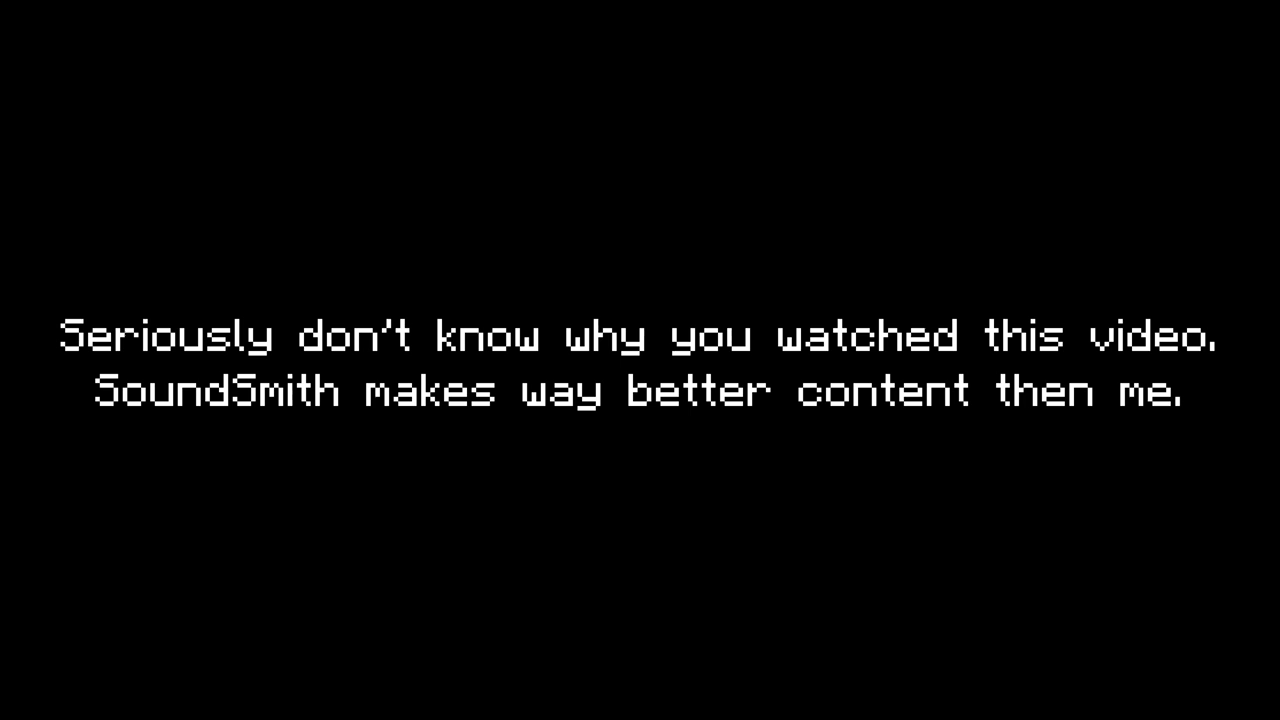 Seriously don't know why you watched this video.
SoundSmith makes way better content then me.